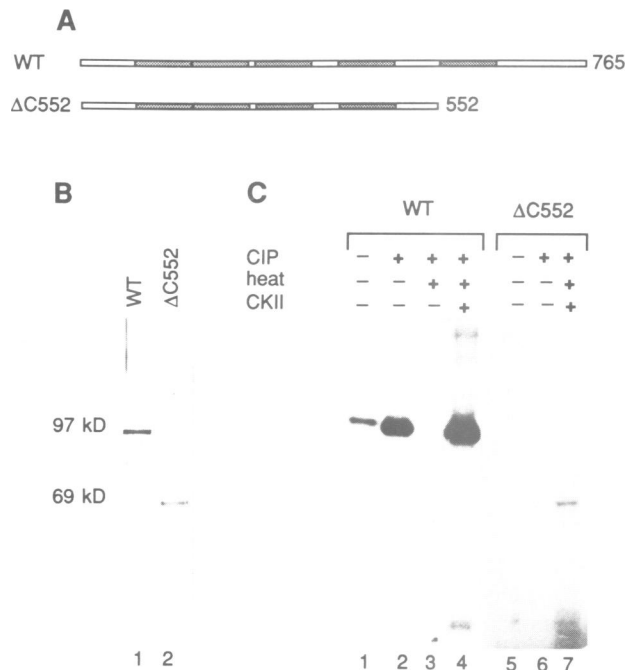 A
WT 765
ΔC552 552
B C
WT ΔC552
WT ΔC552
CIP – + + + – + +
heat – – + + – – +
CKII – – – + – – +
97 kD
69 kD
1 2 1 2 3 4 5 6 7